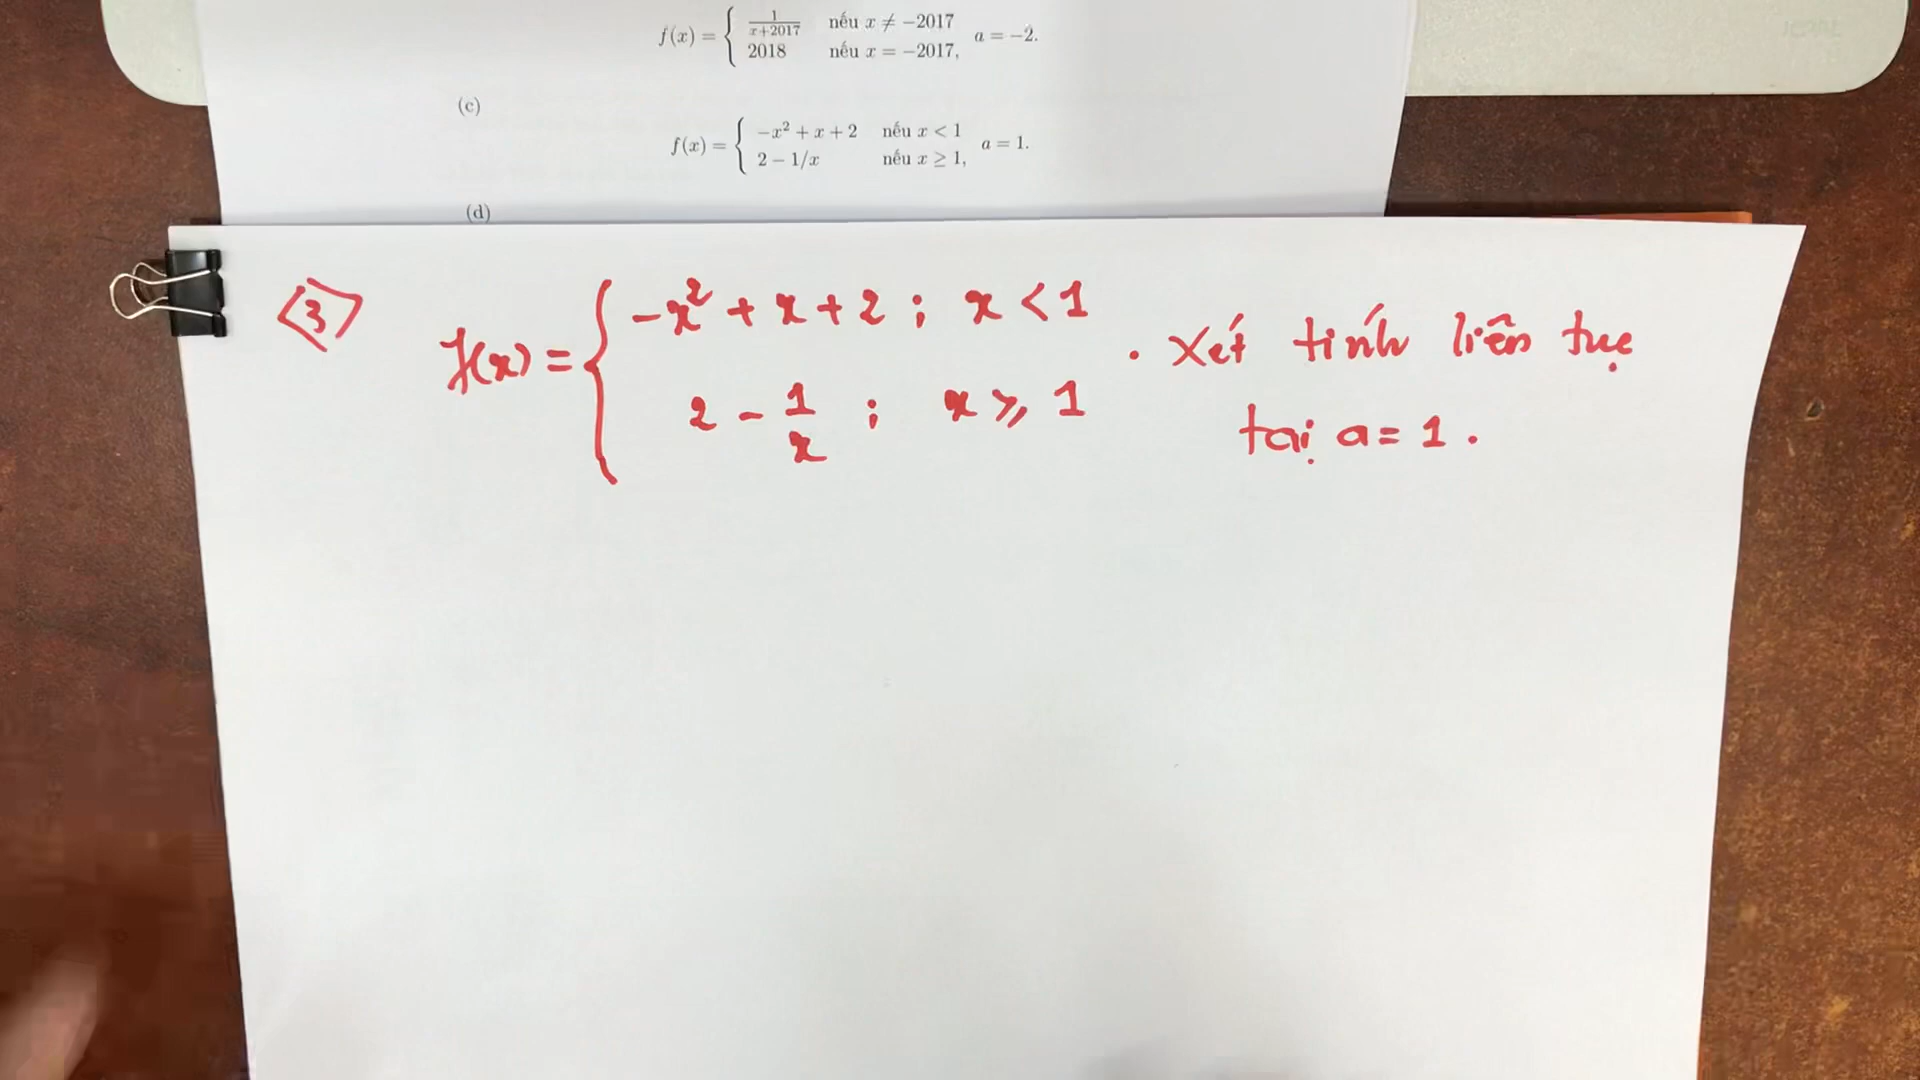 f(x) = { 1/(x+2017) nếu x ≠ −2017
2018 nếu x = −2017, a = −2.
(c)
f(x) = { −x² + x + 2 nếu x < 1
2 − 1/x nếu x ≥ 1, a = 1.
(d)
⟨3⟩ f(x) = { −x² + x + 2 ; x < 1
2 − 1/x ; x ⩾ 1
. Xét tính liên tục
tại a = 1 .